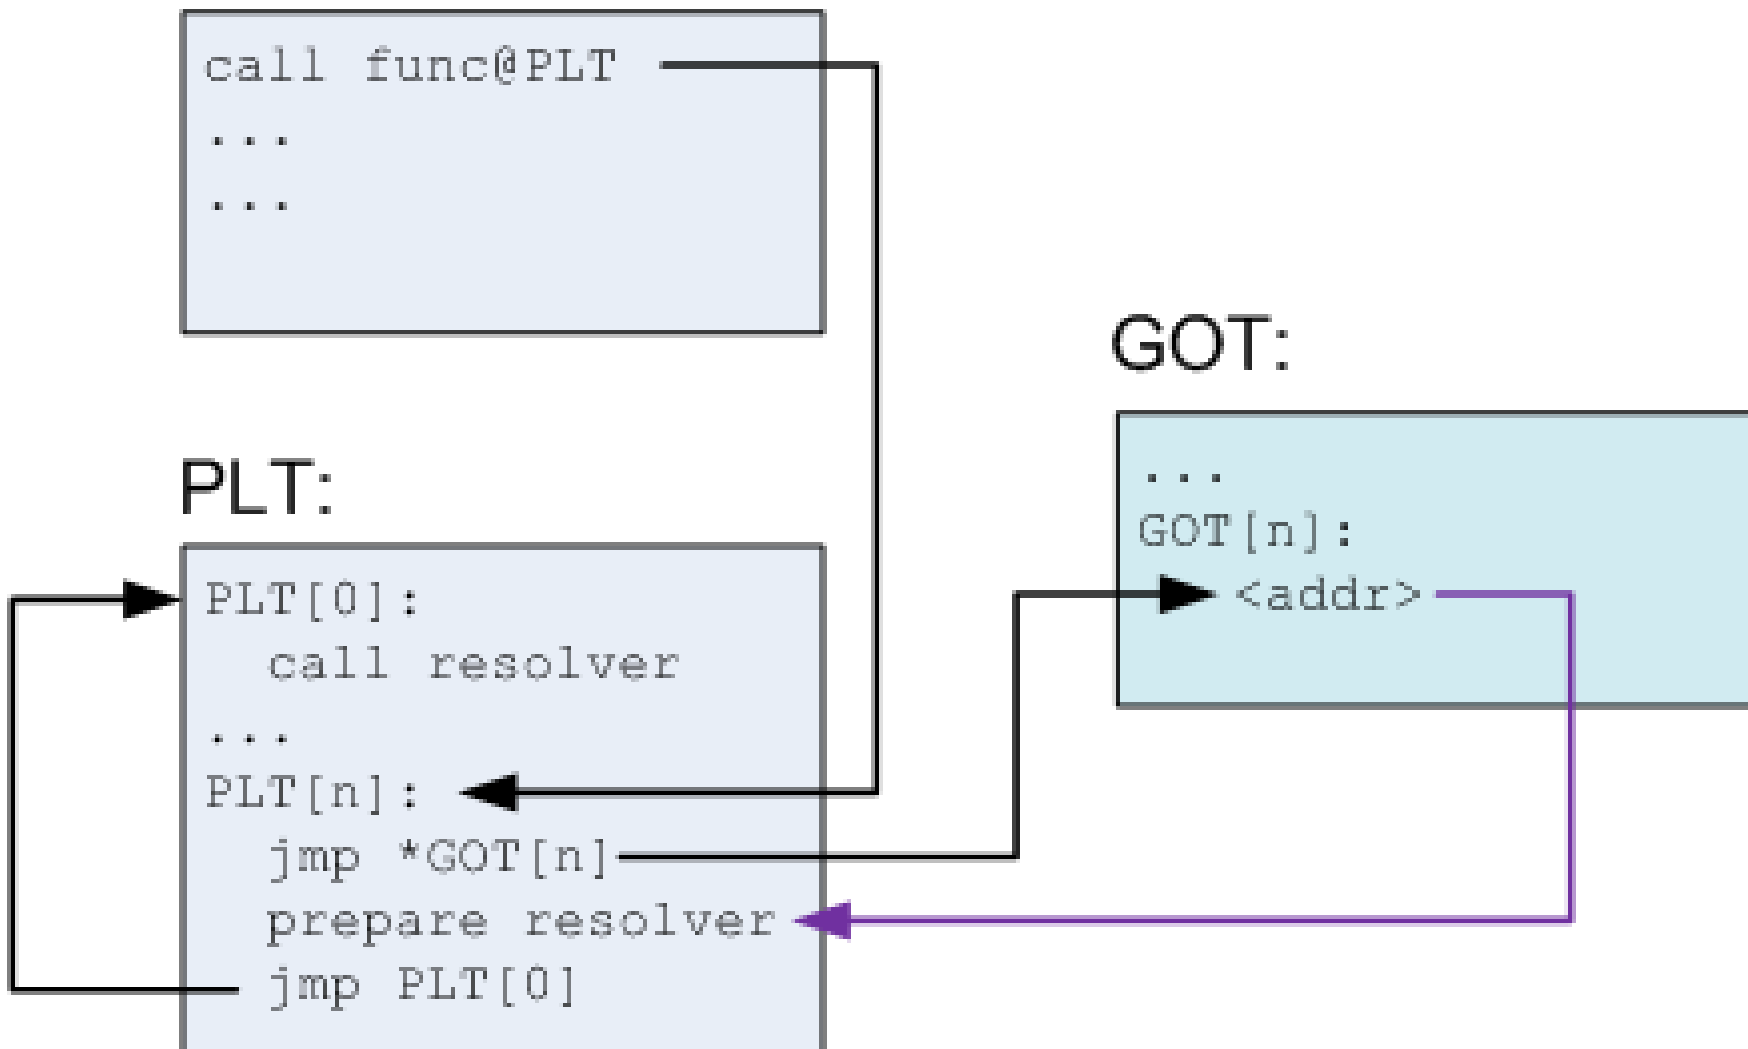 call func@PLT
...
...
PLT:
PLT[0]:
call resolver
...
PLT[n]:
jmp *GOT[n]
prepare resolver
jmp PLT[0]
GOT:
...
GOT[n]:
<addr>